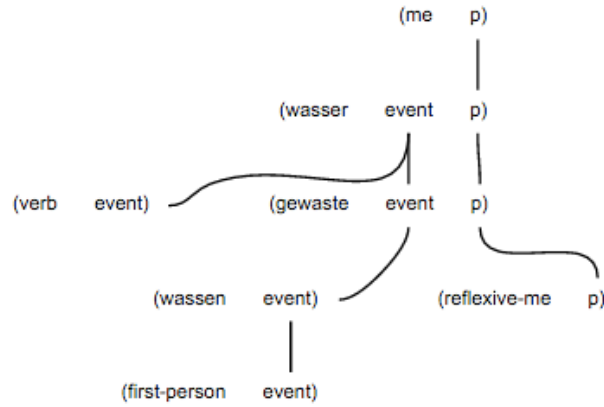 (me p)
(wasser event p)
(verb event) (gewaste event p)
(wassen event) (reflexive-me p)
(first-person event)